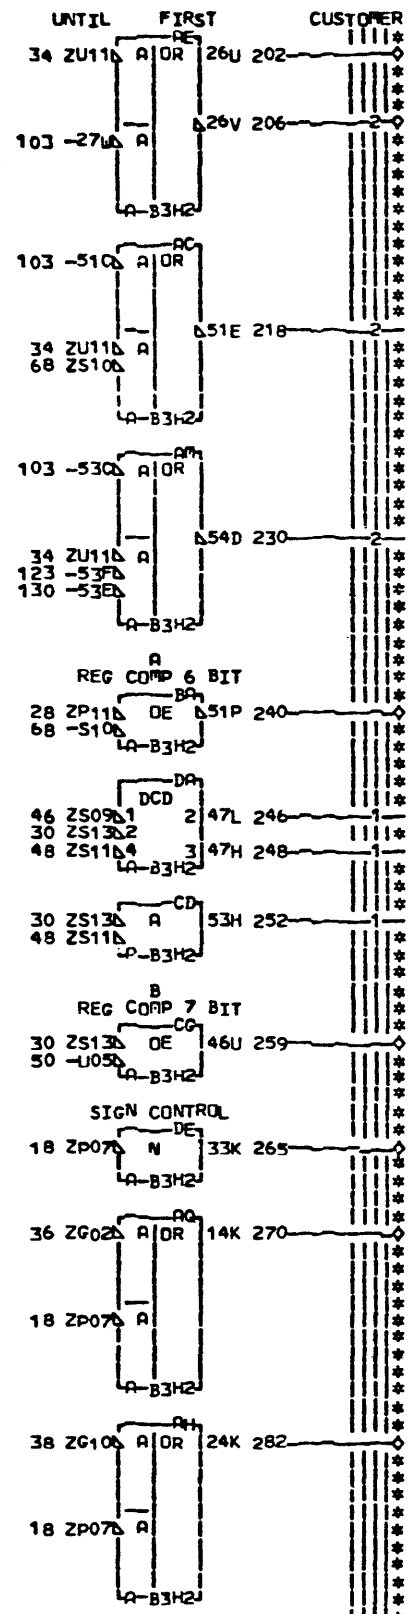 UNTIL FIRST CUSTOMER
AE
34 ZU11 A OR 26U 202
26V 206 2
103 -27W A
A-B3H2
AC
103 -51C A OR
51E 218 2
34 ZU11 A
68 ZS10
A-B3H2
AM
103 -53C A OR
54D 230 2
34 ZU11 A
123 -53F
130 -53E
A-B3H2
A
REG COMP 6 BIT
BA
28 ZP11 OE 51P 240
68 -S10
A-B3H2
DA
DCD
46 ZS09 1 2 47L 246 1
30 ZS13 2
48 ZS11 4 3 47H 248 1
A-B3H2
CD
30 ZS13 A 53H 252 1
48 ZS11
P-B3H2
B
REG COMP 7 BIT
CG
30 ZS13 OE 46U 259
50 -U05
A-B3H2
SIGN CONTROL
DE
18 ZP07 N 33K 265
A-B3H2
AQ
36 ZG02 A OR 14K 270
18 ZP07 A
A-B3H2
AH
38 ZG10 A OR 24K 282
18 ZP07 A
A-B3H2